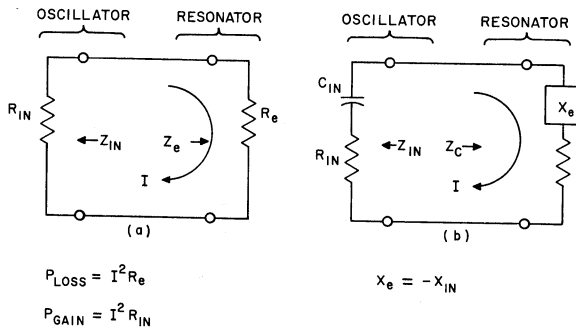 OSCILLATOR RESONATOR
R_IN
Z_IN
Z_e
R_e
I
(a)
P_LOSS = I²R_e
P_GAIN = I²R_IN
OSCILLATOR RESONATOR
C_IN
X_e
R_IN
Z_IN
Z_C
I
(b)
X_e = -X_IN